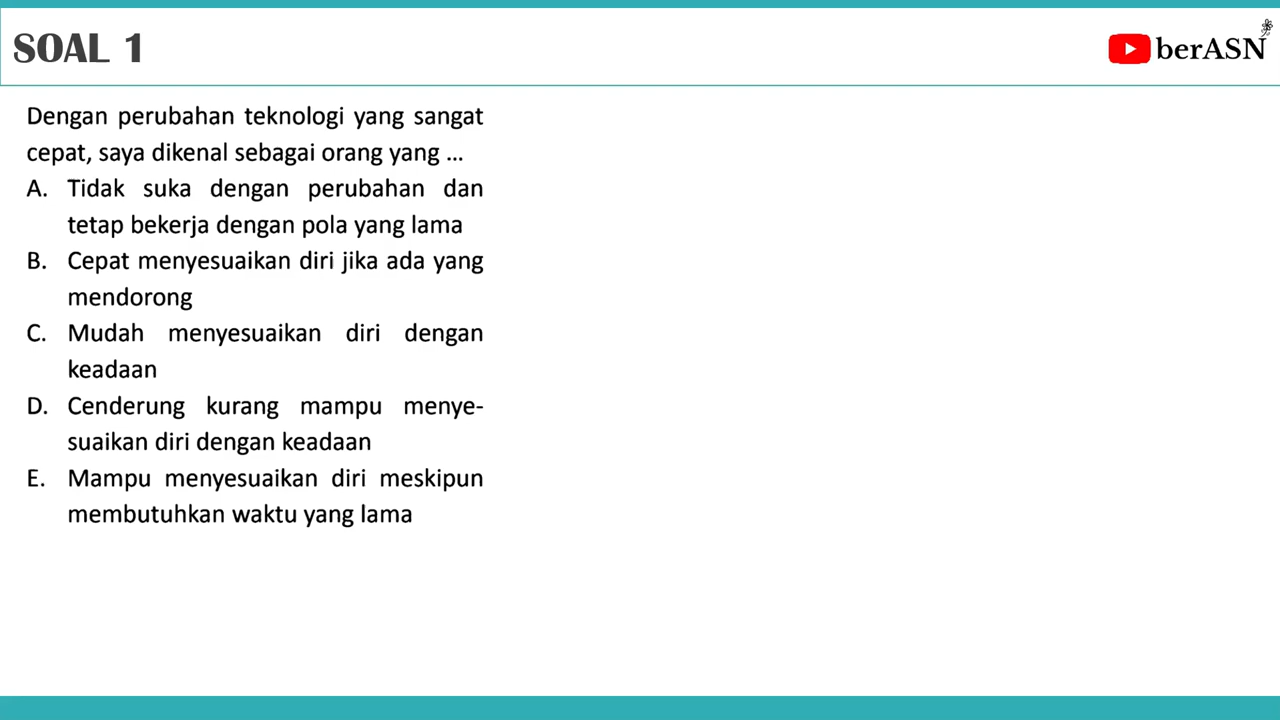 SOAL 1
berASN
Dengan perubahan teknologi yang sangat
cepat, saya dikenal sebagai orang yang ...
A. Tidak suka dengan perubahan dan
tetap bekerja dengan pola yang lama
B. Cepat menyesuaikan diri jika ada yang
mendorong
C. Mudah menyesuaikan diri dengan
keadaan
D. Cenderung kurang mampu menye-
suaikan diri dengan keadaan
E. Mampu menyesuaikan diri meskipun
membutuhkan waktu yang lama